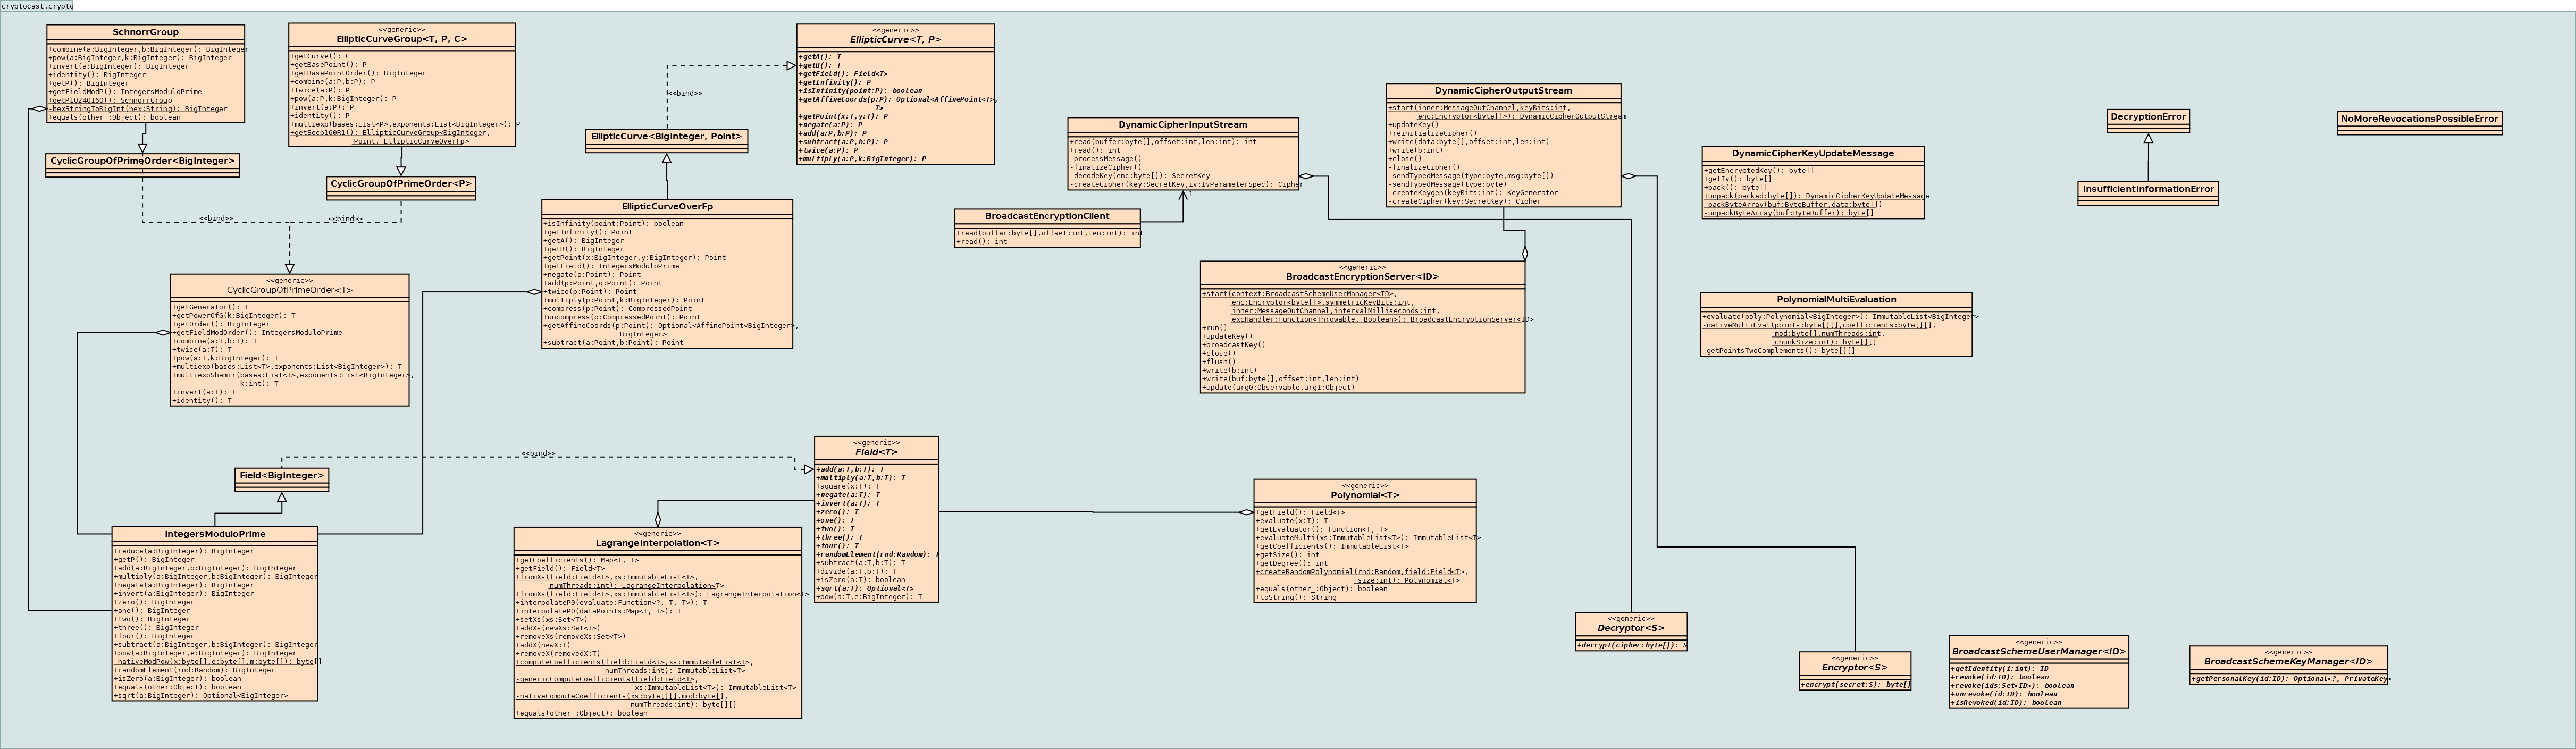 cryptocast.crypto
SchnorrGroup
+combine(a:BigInteger,b:BigInteger): BigInteger
+pow(a:BigInteger,k:BigInteger): BigInteger
+invert(a:BigInteger): BigInteger
+identity(): BigInteger
+getP(): BigInteger
+getFieldModP(): IntegersModuloPrime
+getP1024Q160(): SchnorrGroup
-hexStringToBigInt(hex:String): BigInteger
+equals(other_:Object): boolean
CyclicGroupOfPrimeOrder<BigInteger>
<<generic>>
EllipticCurveGroup<T, P, C>
+getCurve(): C
+getBasePoint(): P
+getBasePointOrder(): BigInteger
+combine(a:P,b:P): P
+twice(a:P): P
+pow(a:P,k:BigInteger): P
+invert(a:P): P
+identity(): P
+multiexp(bases:List<P>,exponents:List<BigInteger>): P
+getSecp160R1(): EllipticCurveGroup<BigInteger,
Point, EllipticCurveOverFp>
CyclicGroupOfPrimeOrder<P>
<<bind>>
<<bind>>
<<generic>>
CyclicGroupOfPrimeOrder<T>
+getGenerator(): T
+getPowerOfG(k:BigInteger): T
+getOrder(): BigInteger
+getFieldModOrder(): IntegersModuloPrime
+combine(a:T,b:T): T
+twice(a:T): T
+pow(a:T,k:BigInteger): T
+multiexp(bases:List<T>,exponents:List<BigInteger>): T
+multiexpShamir(bases:List<T>,exponents:List<BigInteger>,
k:int): T
+invert(a:T): T
+identity(): T
<<generic>>
EllipticCurve<T, P>
+getA(): T
+getB(): T
+getField(): Field<T>
+getInfinity(): P
+isInfinity(point:P): boolean
+getAffineCoords(p:P): Optional<AffinePoint<T>,
T>
+getPoint(x:T,y:T): P
+negate(a:P): P
+add(a:P,b:P): P
+subtract(a:P,b:P): P
+twice(a:P): P
+multiply(a:P,k:BigInteger): P
<<bind>>
EllipticCurve<BigInteger, Point>
EllipticCurveOverFp
+isInfinity(point:Point): boolean
+getInfinity(): Point
+getA(): BigInteger
+getB(): BigInteger
+getPoint(x:BigInteger,y:BigInteger): Point
+getField(): IntegersModuloPrime
+negate(a:Point): Point
+add(p:Point,q:Point): Point
+twice(p:Point): Point
+multiply(p:Point,k:BigInteger): Point
+compress(p:Point): CompressedPoint
+uncompress(p:CompressedPoint): Point
+getAffineCoords(p:Point): Optional<AffinePoint<BigInteger>,
BigInteger>
+subtract(a:Point,b:Point): Point
DynamicCipherInputStream
+read(buffer:byte[],offset:int,len:int): int
+read(): int
-processMessage()
-finalizeCipher()
-decodeKey(enc:byte[]): SecretKey
-createCipher(key:SecretKey,iv:IvParameterSpec): Cipher
1
BroadcastEncryptionClient
+read(buffer:byte[],offset:int,len:int): int
+read(): int
DynamicCipherOutputStream
+start(inner:MessageOutChannel,keyBits:int,
enc:Encryptor<byte[]>): DynamicCipherOutputStream
+updateKey()
+reinitializeCipher()
+write(data:byte[],offset:int,len:int)
+write(b:int)
+close()
-finalizeCipher()
-sendTypedMessage(type:byte,msg:byte[])
-sendTypedMessage(type:byte)
-createKeygen(keyBits:int): KeyGenerator
-createCipher(key:SecretKey): Cipher
<<generic>>
BroadcastEncryptionServer<ID>
+start(context:BroadcastSchemeUserManager<ID>,
enc:Encryptor<byte[]>,symmetricKeyBits:int,
inner:MessageOutChannel,intervalMilliseconds:int,
excHandler:Function<Throwable, Boolean>): BroadcastEncryptionServer<ID>
+run()
+updateKey()
+broadcastKey()
+close()
+flush()
+write(b:int)
+write(buf:byte[],offset:int,len:int)
+update(arg0:Observable,arg1:Object)
DynamicCipherKeyUpdateMessage
+getEncryptedKey(): byte[]
+getIv(): byte[]
+pack(): byte[]
+unpack(packed:byte[]): DynamicCipherKeyUpdateMessage
-packByteArray(buf:ByteBuffer,data:byte[])
-unpackByteArray(buf:ByteBuffer): byte[]
DecryptionError
InsufficientInformationError
NoMoreRevocationsPossibleError
PolynomialMultiEvaluation
+evaluate(poly:Polynomial<BigInteger>): ImmutableList<BigInteger>
-nativeMultiEval(points:byte[][],coefficients:byte[][],
mod:byte[],numThreads:int,
chunkSize:int): byte[][]
-getPointsTwoComplements(): byte[][]
Field<BigInteger>
<<bind>>
IntegersModuloPrime
+reduce(a:BigInteger): BigInteger
+getP(): BigInteger
+add(a:BigInteger,b:BigInteger): BigInteger
+multiply(a:BigInteger,b:BigInteger): BigInteger
+negate(a:BigInteger): BigInteger
+invert(a:BigInteger): BigInteger
+zero(): BigInteger
+one(): BigInteger
+two(): BigInteger
+three(): BigInteger
+four(): BigInteger
+subtract(a:BigInteger,b:BigInteger): BigInteger
+pow(a:BigInteger,e:BigInteger): BigInteger
-nativeModPow(x:byte[],e:byte[],m:byte[]): byte[]
+randomElement(rnd:Random): BigInteger
+isZero(a:BigInteger): boolean
+equals(other:Object): boolean
+sqrt(a:BigInteger): Optional<BigInteger>
<<generic>>
LagrangeInterpolation<T>
+getCoefficients(): Map<T, T>
+getField(): Field<T>
+fromXs(field:Field<T>,xs:ImmutableList<T>,
numThreads:int): LagrangeInterpolation<T>
+fromXs(field:Field<T>,xs:ImmutableList<T>): LagrangeInterpolation<T>
+interpolateP0(evaluate:Function<?, T, T>): T
+interpolateP0(dataPoints:Map<T, T>): T
+setXs(xs:Set<T>)
+addXs(newXs:Set<T>)
+removeXs(removeXs:Set<T>)
+addX(newX:T)
+removeX(removedX:T)
+computeCoefficients(field:Field<T>,xs:ImmutableList<T>,
numThreads:int): ImmutableList<T>
-genericComputeCoefficients(field:Field<T>,
xs:ImmutableList<T>): ImmutableList<T>
-nativeComputeCoefficients(xs:byte[][],mod:byte[],
numThreads:int): byte[][]
+equals(other_:Object): boolean
<<generic>>
Field<T>
+add(a:T,b:T): T
+multiply(a:T,b:T): T
+square(x:T): T
+negate(a:T): T
+invert(a:T): T
+zero(): T
+one(): T
+two(): T
+three(): T
+four(): T
+randomElement(rnd:Random): T
+subtract(a:T,b:T): T
+divide(a:T,b:T): T
+isZero(a:T): boolean
+sqrt(a:T): Optional<T>
+pow(a:T,e:BigInteger): T
<<generic>>
Polynomial<T>
+getField(): Field<T>
+evaluate(x:T): T
+getEvaluator(): Function<T, T>
+evaluateMulti(xs:ImmutableList<T>): ImmutableList<T>
+getCoefficients(): ImmutableList<T>
+getSize(): int
+getDegree(): int
+createRandomPolynomial(rnd:Random,field:Field<T>,
size:int): Polynomial<T>
+equals(other_:Object): boolean
+toString(): String
<<generic>>
Decryptor<S>
+decrypt(cipher:byte[]): S
<<generic>>
Encryptor<S>
+encrypt(secret:S): byte[]
<<generic>>
BroadcastSchemeUserManager<ID>
+getIdentity(i:int): ID
+revoke(id:ID): boolean
+revoke(ids:Set<ID>): boolean
+unrevoke(id:ID): boolean
+isRevoked(id:ID): boolean
<<generic>>
BroadcastSchemeKeyManager<ID>
+getPersonalKey(id:ID): Optional<?, PrivateKey>